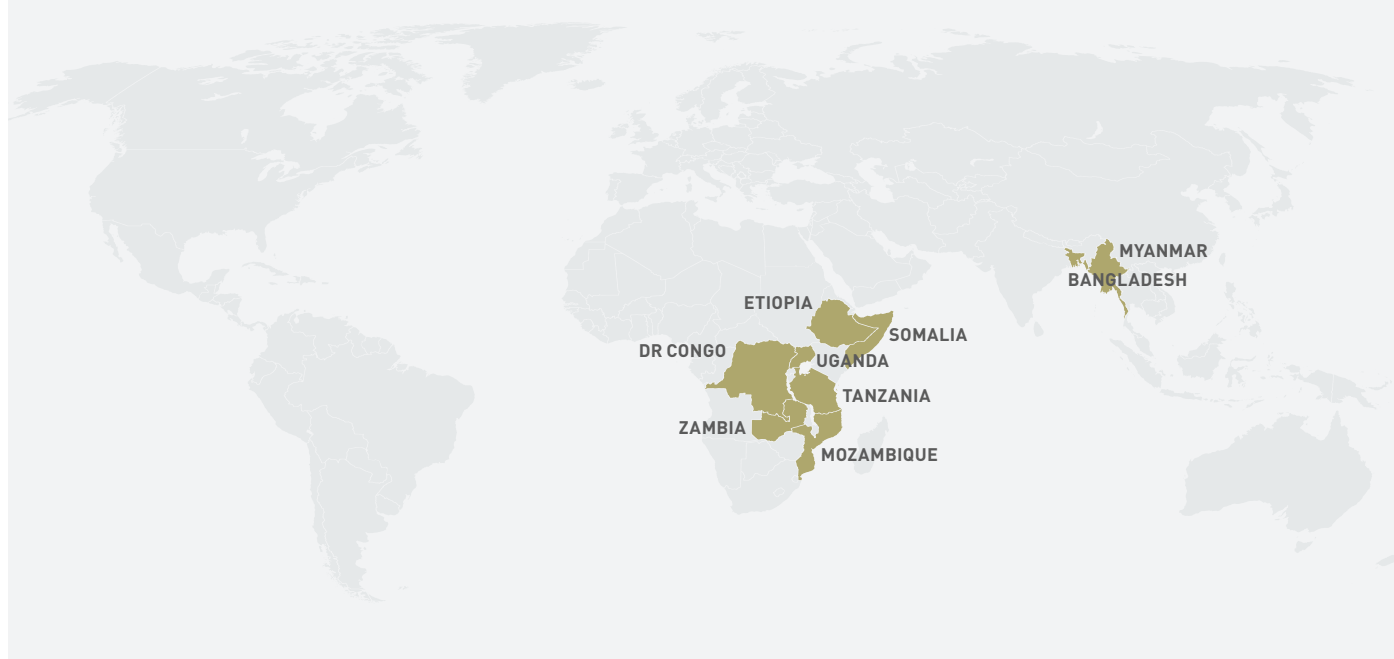 MYANMAR
BANGLADESH
ETIOPIA
SOMALIA
DR CONGO
UGANDA
TANZANIA
ZAMBIA
MOZAMBIQUE